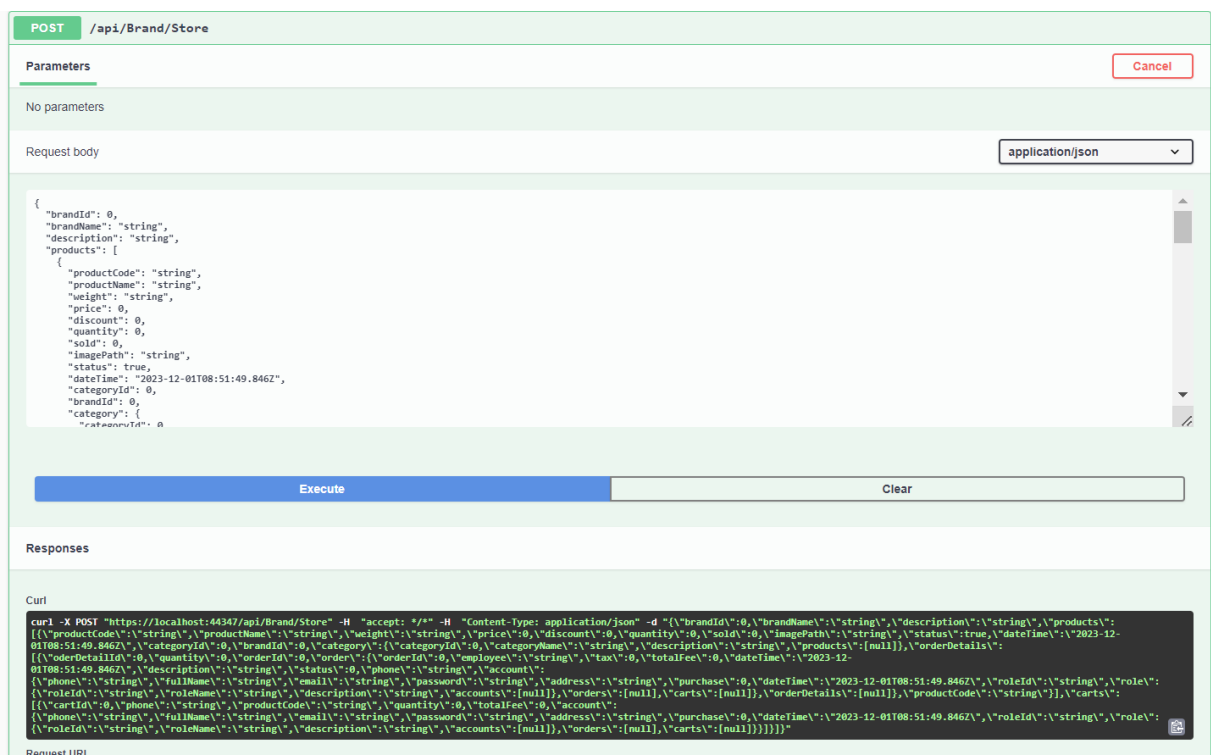 POST /api/Brand/Store
Parameters
Cancel
No parameters
Request body
application/json
{
"brandId": 0,
"brandName": "string",
"description": "string",
"products": [
{
"productCode": "string",
"productName": "string",
"weight": "string",
"price": 0,
"discount": 0,
"quantity": 0,
"sold": 0,
"imagePath": "string",
"status": true,
"dateTime": "2023-12-01T08:51:49.846Z",
"categoryId": 0,
"brandId": 0,
"category": {
"categoryId": 0
Execute
Clear
Responses
Curl
curl -X POST "https://localhost:44347/api/Brand/Store" -H "accept: */*" -H "Content-Type: application/json" -d "{\"brandId\":0,\"brandName\":\"string\",\"description\":\"string\",\"products\":
[{\"productCode\":\"string\",\"productName\":\"string\",\"weight\":\"string\",\"price\":0,\"discount\":0,\"quantity\":0,\"sold\":0,\"imagePath\":\"string\",\"status\":true,\"dateTime\":\"2023-12-
01T08:51:49.846Z\",\"categoryId\":0,\"brandId\":0,\"category\":{\"categoryId\":0,\"categoryName\":\"string\",\"description\":\"string\",\"products\":[null]},\"orderDetails\":
[{\"oderDetailId\":0,\"quantity\":0,\"orderId\":0,\"order\":{\"orderId\":0,\"employee\":\"string\",\"tax\":0,\"totalFee\":0,\"dateTime\":\"2023-12-
01T08:51:49.846Z\",\"description\":\"string\",\"status\":0,\"phone\":\"string\",\"account\":
{\"phone\":\"string\",\"fullName\":\"string\",\"email\":\"string\",\"password\":\"string\",\"address\":\"string\",\"purchase\":0,\"dateTime\":\"2023-12-01T08:51:49.846Z\",\"roleId\":\"string\",\"role\":
{\"roleId\":\"string\",\"roleName\":\"string\",\"description\":\"string\",\"accounts\":[null]},\"orders\":[null],\"carts\":[null]},\"orderDetails\":[null]},\"productCode\":\"string\"}],\"carts\":
[{\"cartId\":0,\"phone\":\"string\",\"productCode\":\"string\",\"quantity\":0,\"totalFee\":0,\"account\":
{\"phone\":\"string\",\"fullName\":\"string\",\"email\":\"string\",\"password\":\"string\",\"address\":\"string\",\"purchase\":0,\"dateTime\":\"2023-12-01T08:51:49.846Z\",\"roleId\":\"string\",\"role\":
{\"roleId\":\"string\",\"roleName\":\"string\",\"description\":\"string\",\"accounts\":[null]},\"orders\":[null],\"carts\":[null]}}]}]}"
Request URL